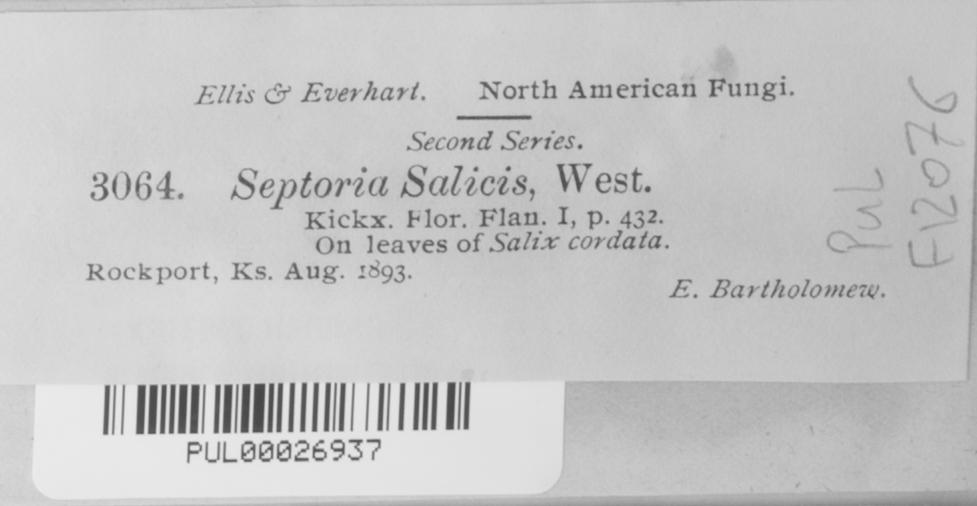 Ellis & Everhart. North American Fungi.
Second Series.
3064. Septoria Salicis, West.
Kickx. Flor. Flan. I, p. 432.
On leaves of Salix cordata.
Rockport, Ks. Aug. 1893.
E. Bartholomew.
PUL
F12076
PUL00026937